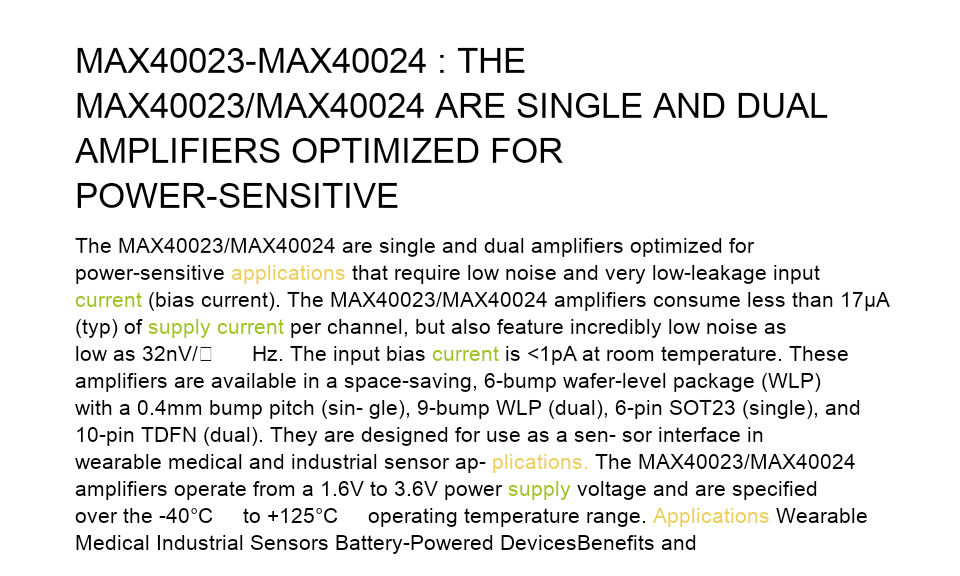 MAX40023-MAX40024 : THE
MAX40023/MAX40024 ARE SINGLE AND DUAL
AMPLIFIERS OPTIMIZED FOR
POWER-SENSITIVE
The MAX40023/MAX40024 are single and dual amplifiers optimized for
power-sensitive applications that require low noise and very low-leakage input
current (bias current). The MAX40023/MAX40024 amplifiers consume less than 17μA
(typ) of supply current per channel, but also feature incredibly low noise as
low as 32nV/□ Hz. The input bias current is <1pA at room temperature. These
amplifiers are available in a space-saving, 6-bump wafer-level package (WLP)
with a 0.4mm bump pitch (sin- gle), 9-bump WLP (dual), 6-pin SOT23 (single), and
10-pin TDFN (dual). They are designed for use as a sen- sor interface in
wearable medical and industrial sensor ap- plications. The MAX40023/MAX40024
amplifiers operate from a 1.6V to 3.6V power supply voltage and are specified
over the -40°C to +125°C operating temperature range. Applications Wearable
Medical Industrial Sensors Battery-Powered DevicesBenefits and